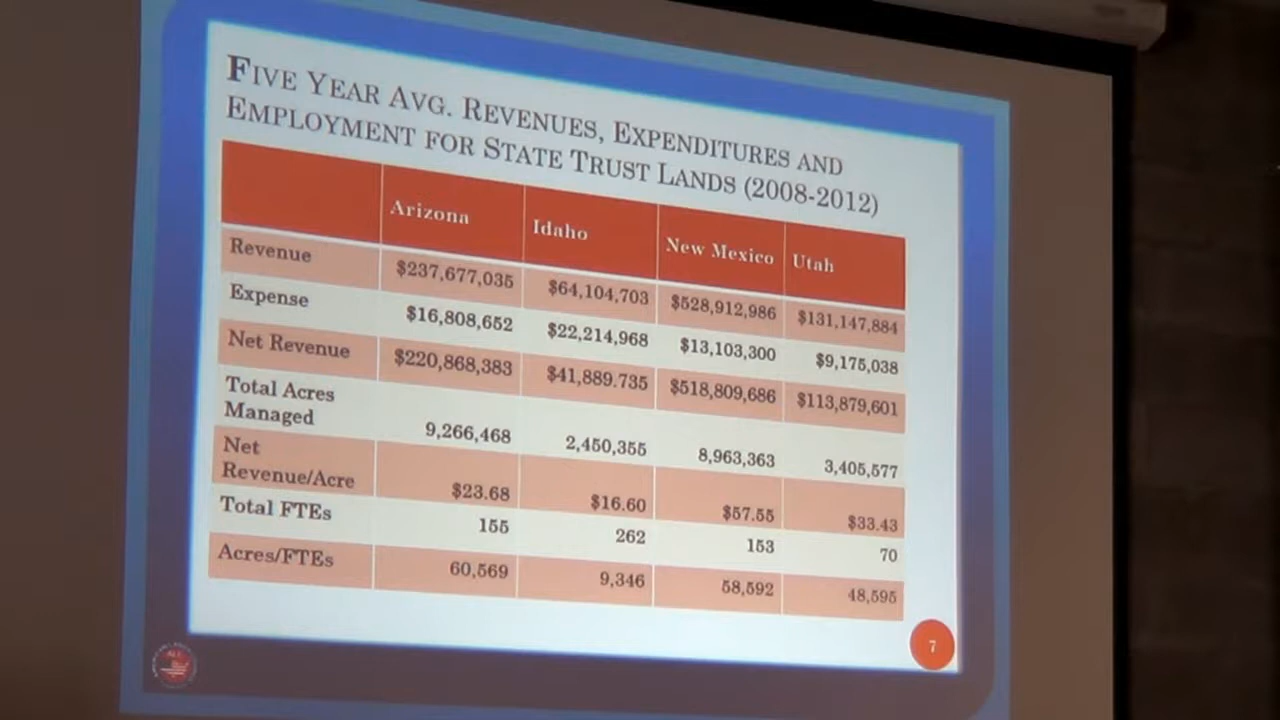 FIVE YEAR AVG. REVENUES, EXPENDITURES AND
EMPLOYMENT FOR STATE TRUST LANDS (2008-2012)
Arizona Idaho New Mexico Utah
Revenue $237,677,035 $64,104,703 $528,912,986 $131,147,884
Expense $16,808,652 $22,214,968 $13,103,300 $9,175,038
Net Revenue $220,868,383 $41,889.735 $518,809,686 $113,879,601
Total Acres
Managed 9,266,468 2,450,355 8,963,363 3,405,577
Net
Revenue/Acre $23.68 $16.60 $57.55 $33.43
Total FTEs 155 262 153 70
Acres/FTEs 60,569 9,346 58,592 48,595
7